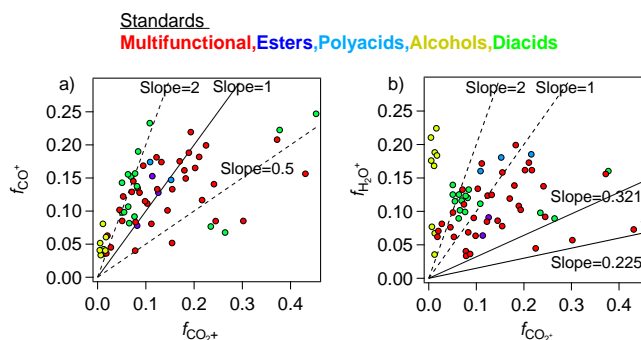 Standards
Multifunctional,Esters,Polyacids,Alcohols,Diacids
a) Slope=2 Slope=1
Slope=0.5
0.25
0.20
0.15
0.10
0.05
0.00
fCO+
0.0 0.1 0.2 0.3 0.4
fCO2+
b) Slope=2 Slope=1
Slope=0.321
Slope=0.225
0.25
0.20
0.15
0.10
0.05
0.00
fH2O+
0.0 0.1 0.2 0.3 0.4
fCO2+